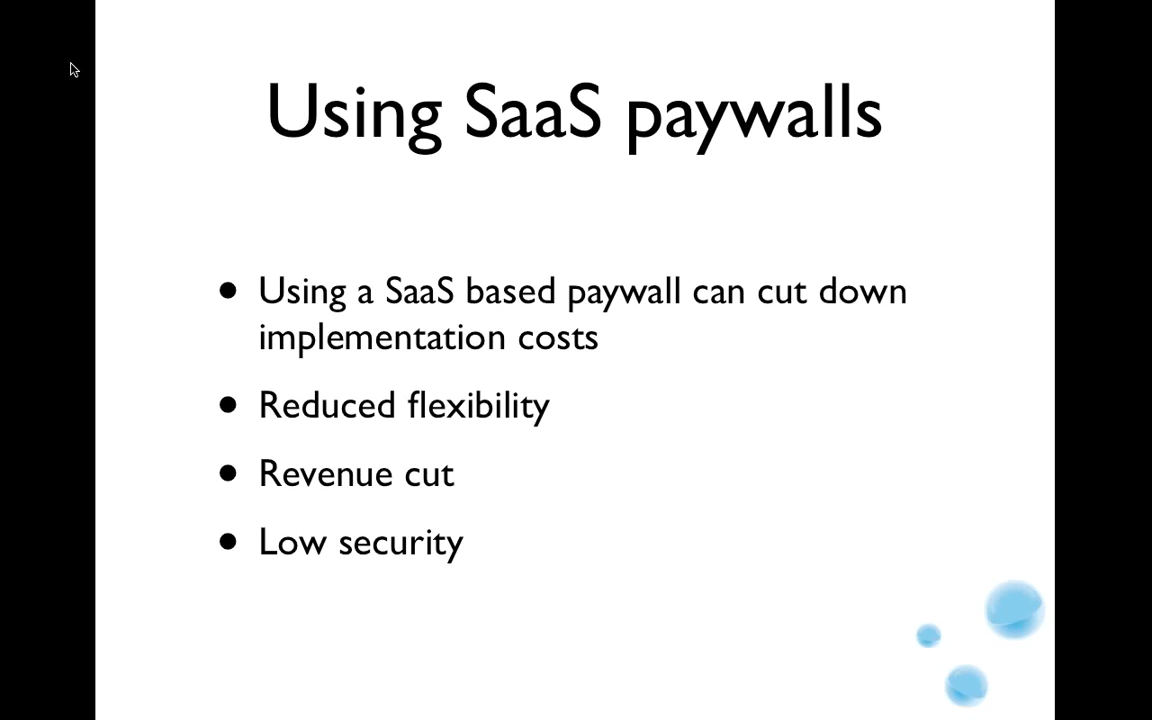 Using SaaS paywalls
• Using a SaaS based paywall can cut down
implementation costs
• Reduced flexibility
• Revenue cut
• Low security